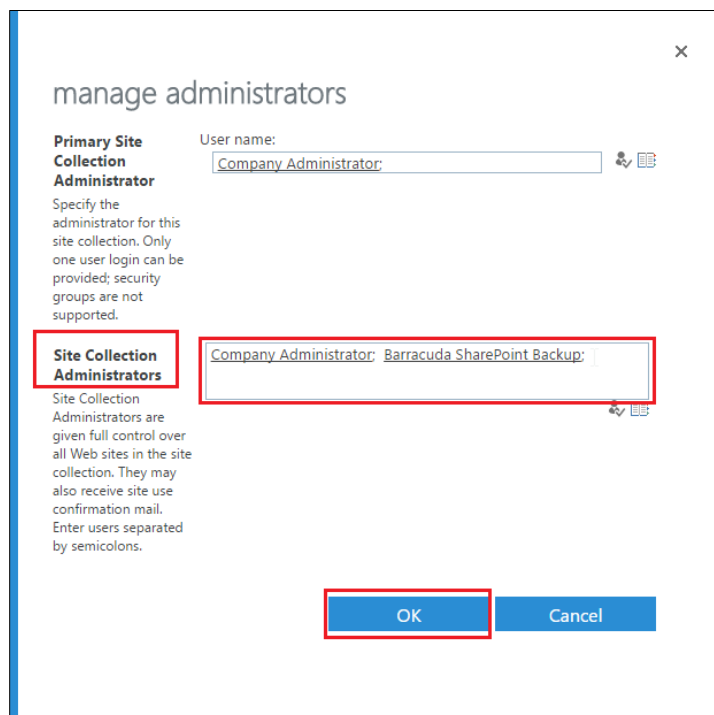 manage administrators
Primary Site
Collection
Administrator
Specify the
administrator for this
site collection. Only
one user login can be
provided; security
groups are not
supported.
User name:
Company Administrator;
Site Collection
Administrators
Site Collection
Administrators are
given full control over
all Web sites in the site
collection. They may
also receive site use
confirmation mail.
Enter users separated
by semicolons.
Company Administrator; Barracuda SharePoint Backup;
OK Cancel